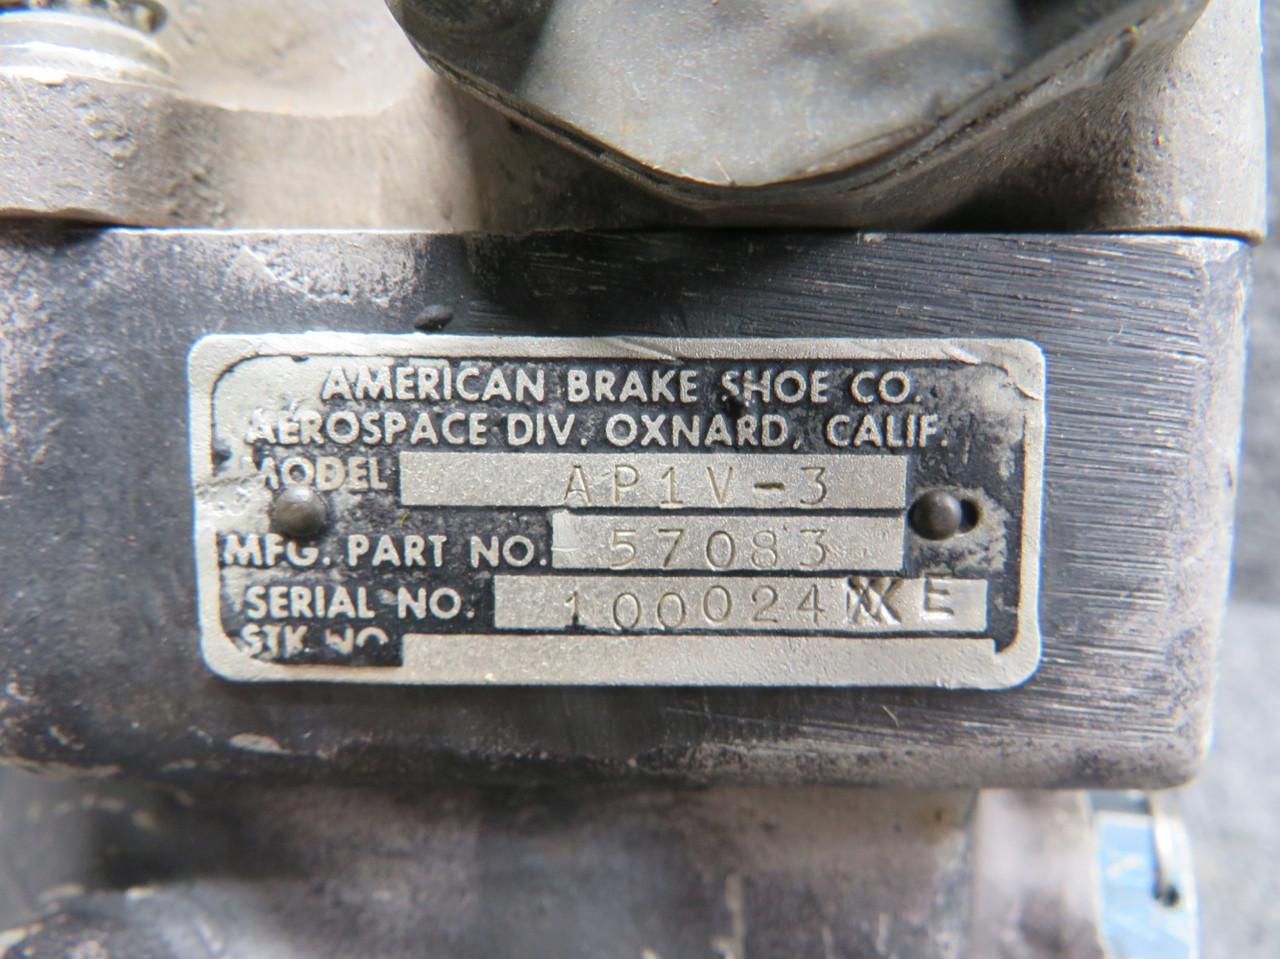 AMERICAN BRAKE SHOE CO.
AEROSPACE DIV. OXNARD, CALIF.
MODEL AP1V-3
MFG. PART NO. 57083
SERIAL NO. 100024XX E
STK NO